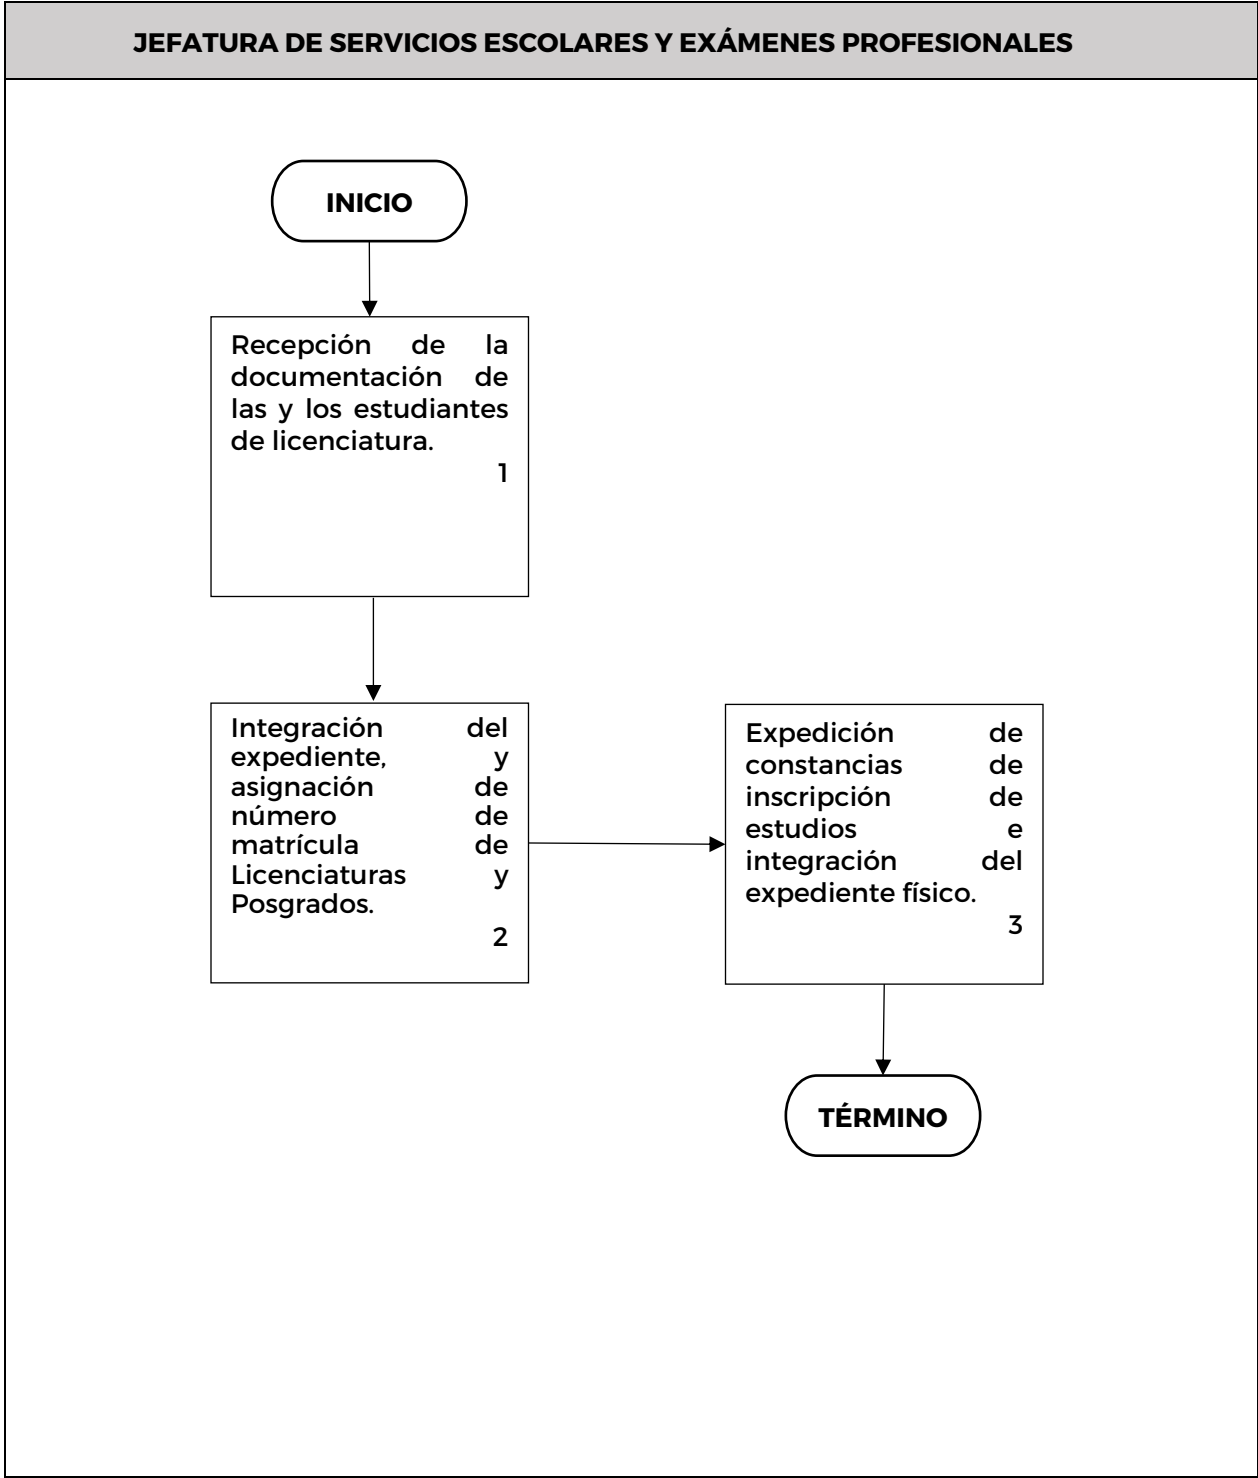 JEFATURA DE SERVICIOS ESCOLARES Y EXÁMENES PROFESIONALES
INICIO
Recepción de la
documentación de
las y los estudiantes
de licenciatura.
1
Integración del
expediente, y
asignación de
número de
matrícula de
Licenciaturas y
Posgrados.
2
Expedición de
constancias de
inscripción de
estudios e
integración del
expediente físico.
3
TÉRMINO